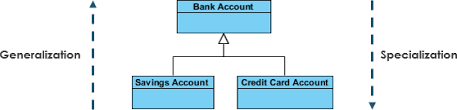 Bank Account
Generalization
Specialization
Savings Account
Credit Card Account